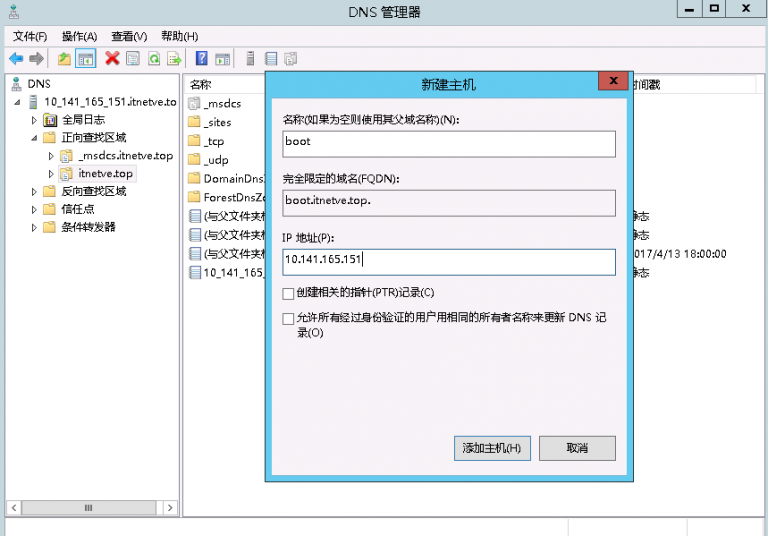 DNS 管理器
文件(F) 操作(A) 查看(V) 帮助(H)
DNS
10_141_165_151.itnetve.to
全局日志
正向查找区域
_msdcs.itnetve.top
itnetve.top
反向查找区域
信任点
条件转发器
名称
_msdcs
_sites
_tcp
_udp
DomainDns
ForestDnsZo
(与父文件夹
(与父文件夹
(与父文件夹
10_141_165_
新建主机
名称(如果为空则使用其父域名称)(N):
boot
完全限定的域名(FQDN):
boot.itnetve.top.
IP 地址(P):
10.141.165.151
创建相关的指针(PTR)记录(C)
允许所有经过身份验证的用户用相同的所有者名称来更新 DNS 记
录(O)
添加主机(H) 取消
时间戳
静态
静态
2017/4/13 18:00:00
静态